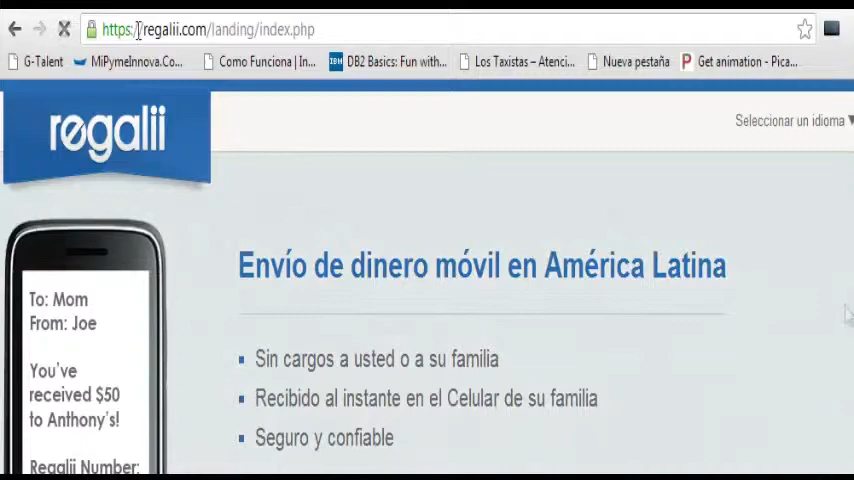 https://regalii.com/landing/index.php
G-Talent MiPymeInnova.Co... Como Funciona | In... IBM DB2 Basics: Fun with... Los Taxistas – Atenci... Nueva pestaña P Get animation - Pica...
regalii
Seleccionar un idioma ▼
Envío de dinero móvil en América Latina
To: Mom
From: Joe
You've
received $50
to Anthony's!
Regalii Number:
▪ Sin cargos a usted o a su familia
▪ Recibido al instante en el Celular de su familia
▪ Seguro y confiable